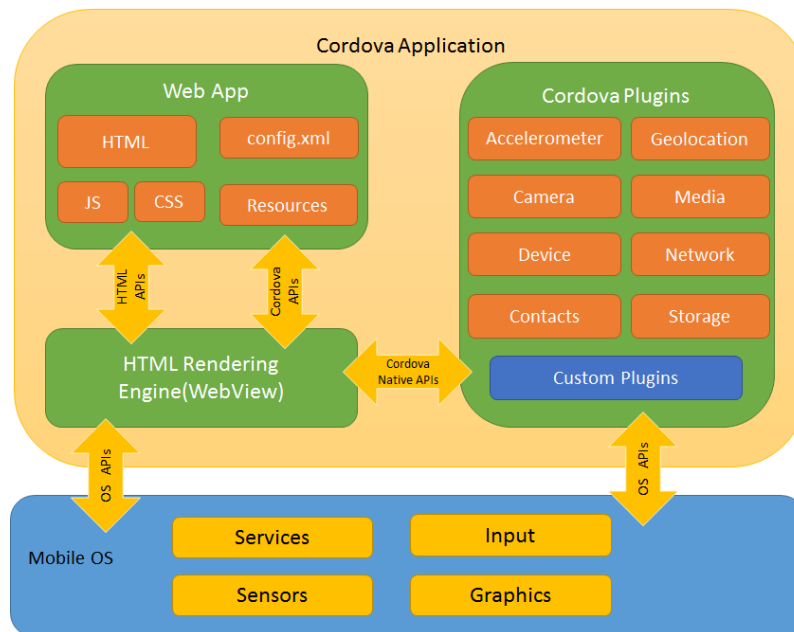 Cordova Application
Web App
HTML
config.xml
JS
CSS
Resources
HTML
APIs
Cordova
APIs
HTML Rendering
Engine(WebView)
Cordova
Native APIs
Cordova Plugins
Accelerometer
Geolocation
Camera
Media
Device
Network
Contacts
Storage
Custom Plugins
OS APIs
OS APIs
Mobile OS
Services
Input
Sensors
Graphics